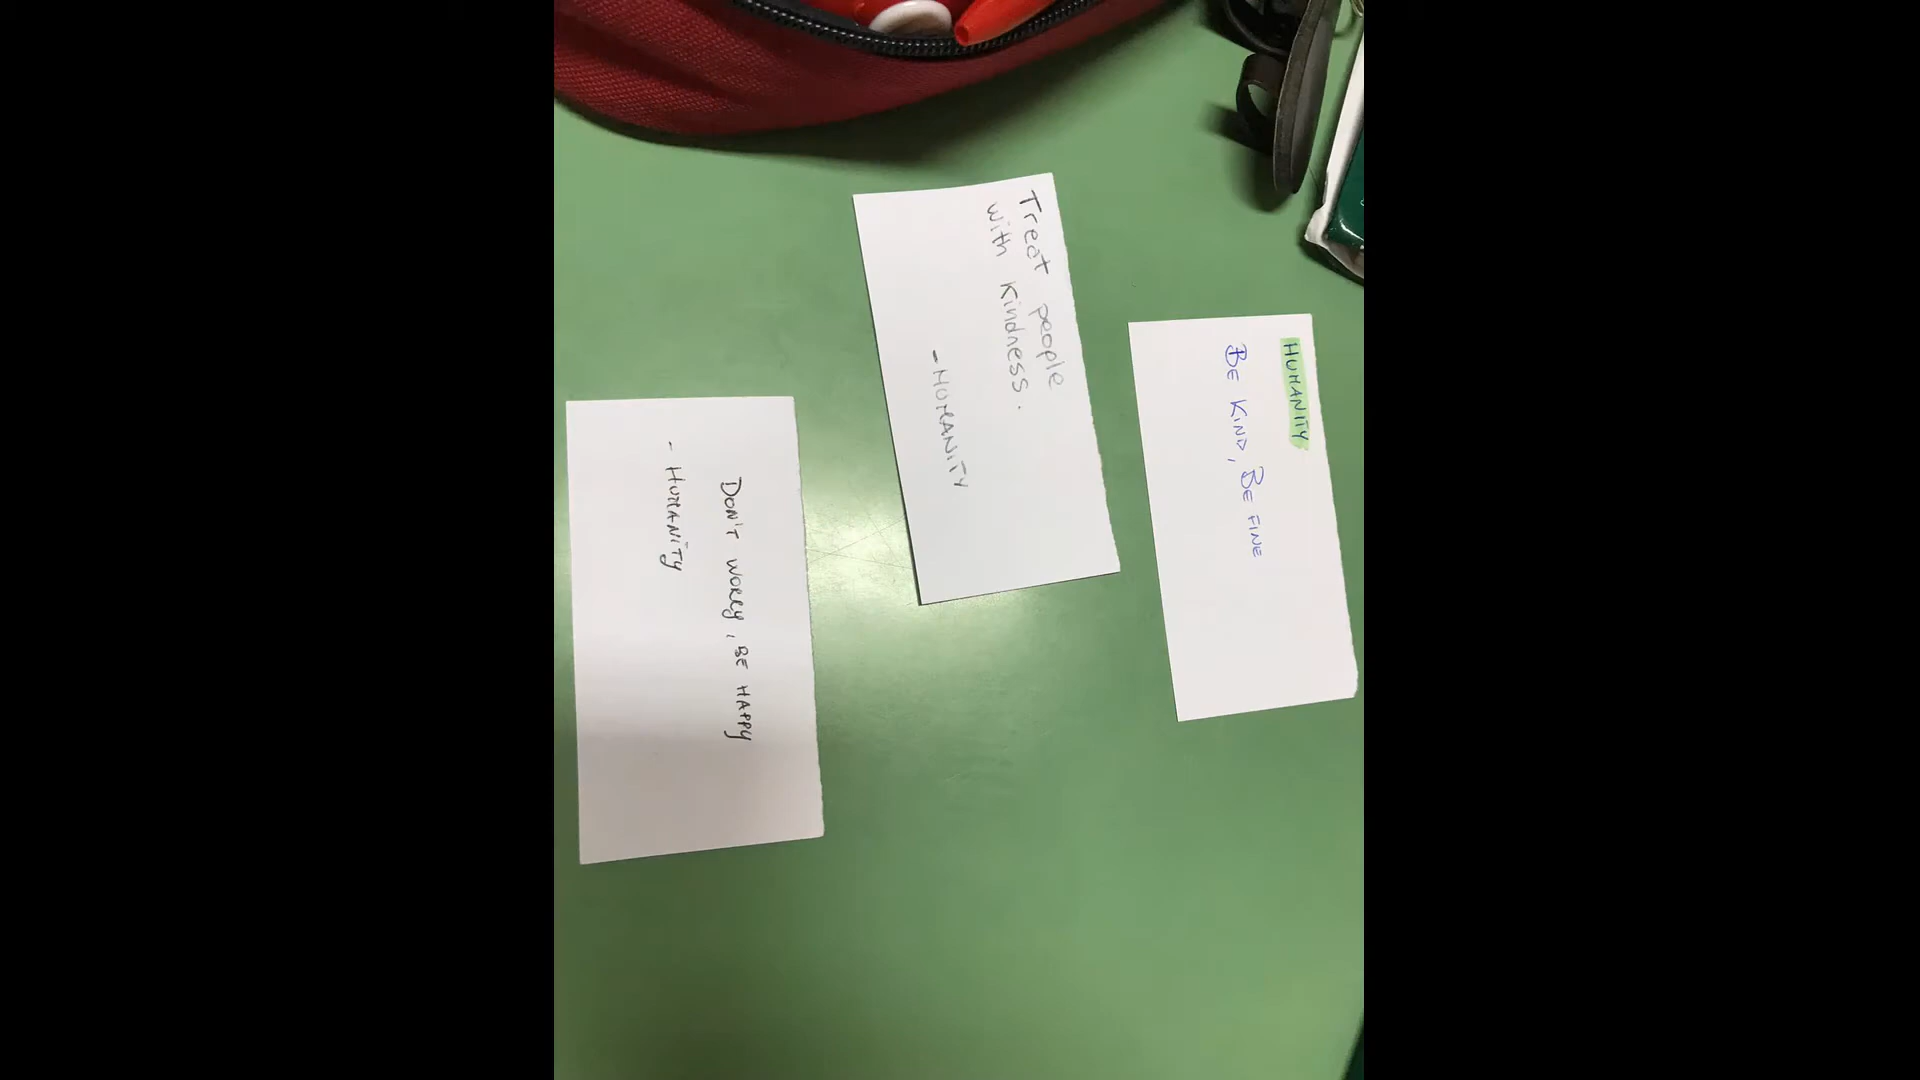 HUMANITY
BE KIND, BE FINE
Treat people
with kindness.
- HUMANITY
DON'T WORRY, BE HAPPY
- HUMANITY